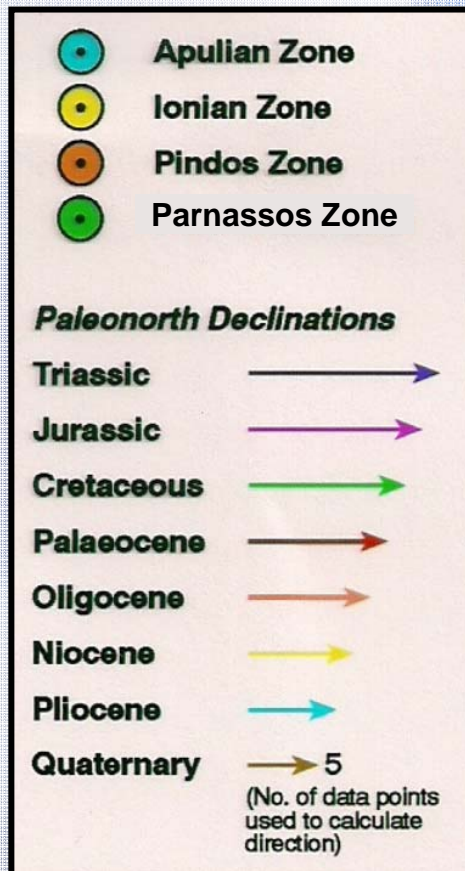 Apulian Zone
Ionian Zone
Pindos Zone
Parnassos Zone
Paleonorth Declinations
Triassic
Jurassic
Cretaceous
Palaeocene
Oligocene
Niocene
Pliocene
Quaternary 5
(No. of data points
used to calculate
direction)